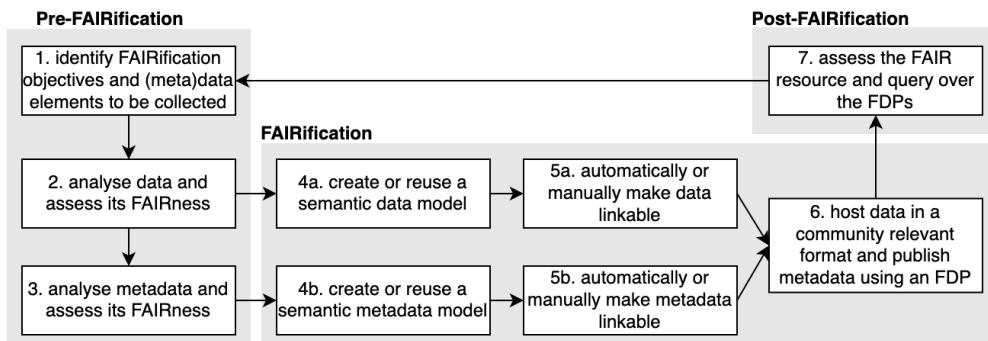 Pre-FAIRification
1. identify FAIRification
objectives and (meta)data
elements to be collected
2. analyse data and
assess its FAIRness
3. analyse metadata and
assess its FAIRness
FAIRification
4a. create or reuse a
semantic data model
5a. automatically or
manually make data
linkable
4b. create or reuse a
semantic metadata model
5b. automatically or
manually make metadata
linkable
6. host data in a
community relevant
format and publish
metadata using an FDP
Post-FAIRification
7. assess the FAIR
resource and query over
the FDPs